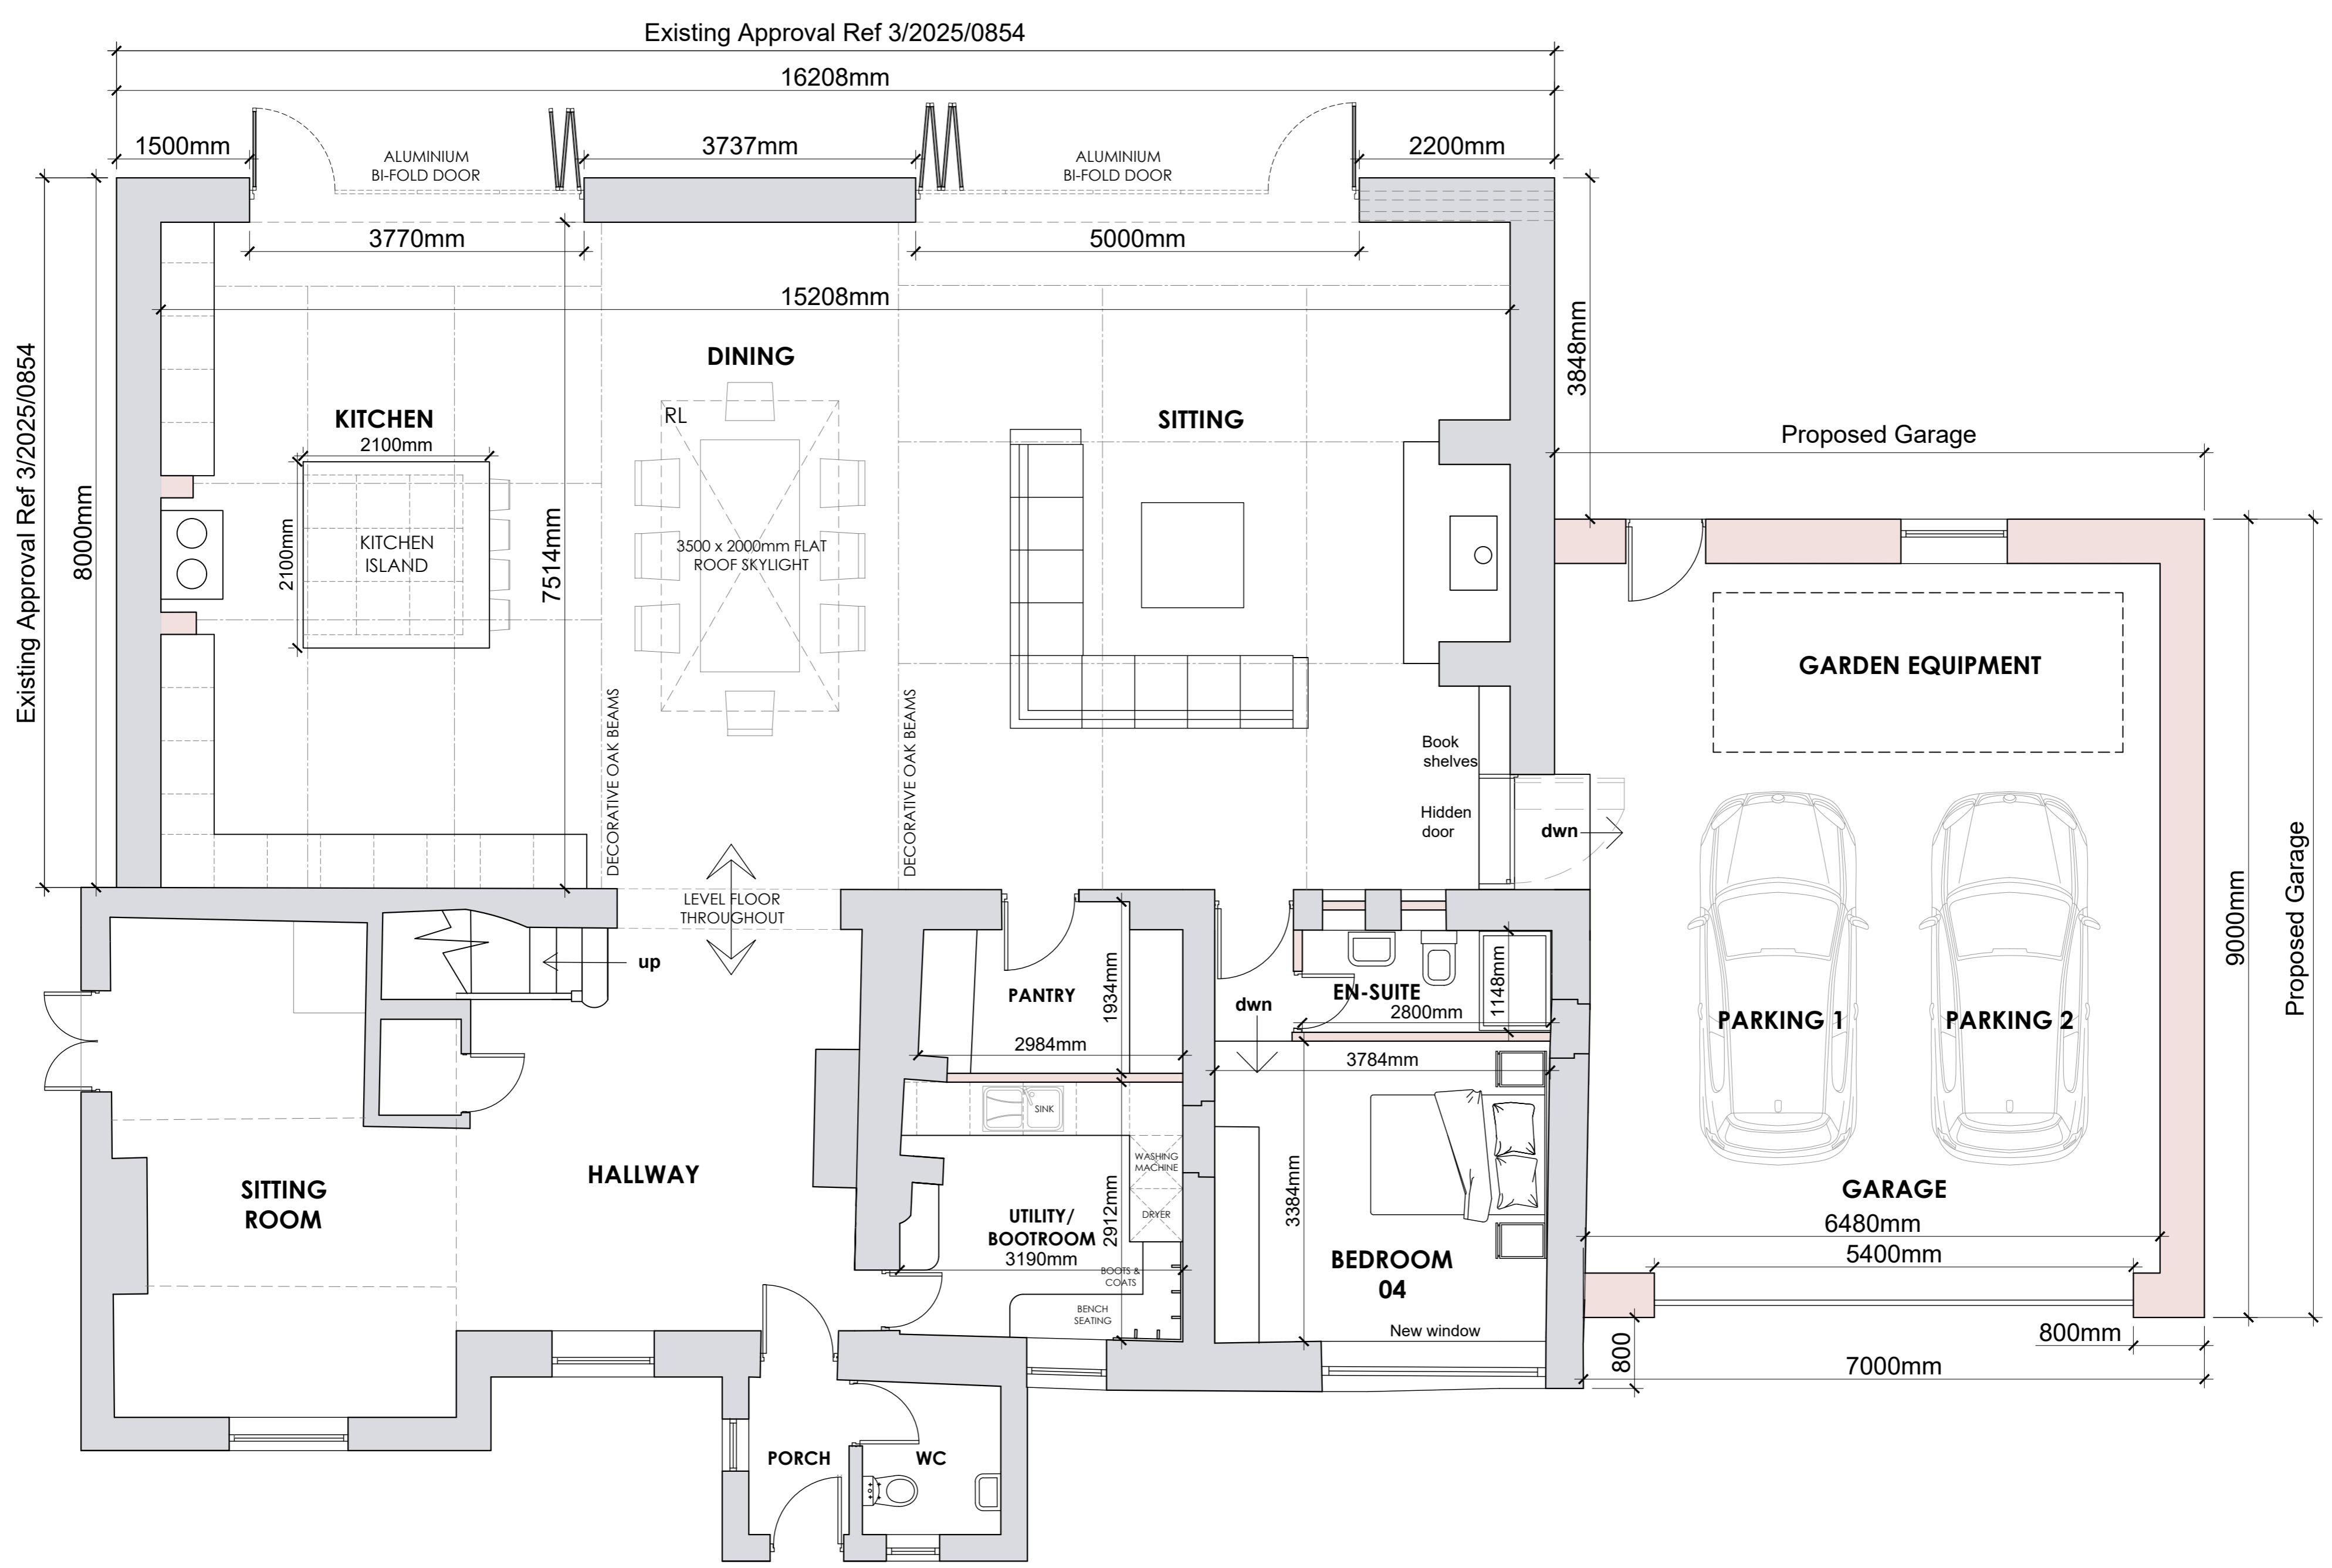 Existing Approval Ref 3/2025/0854
16208mm
1500mm
3737mm
2200mm
ALUMINIUM
BI-FOLD DOOR
ALUMINIUM
BI-FOLD DOOR
3770mm
5000mm
15208mm
Existing Approval Ref 3/2025/0854
8000mm
3848mm
DINING
KITCHEN
2100mm
RL
SITTING
Proposed Garage
2100mm
KITCHEN
ISLAND
7514mm
3500 x 2000mm FLAT
ROOF SKYLIGHT
GARDEN EQUIPMENT
DECORATIVE OAK BEAMS
DECORATIVE OAK BEAMS
Book
shelves
Hidden
door
dwn
9000mm
Proposed Garage
LEVEL FLOOR
THROUGHOUT
up
PANTRY
1934mm
2984mm
dwn
EN-SUITE
2800mm
1148mm
PARKING 1
PARKING 2
3784mm
SINK
WASHING
MACHINE
DRYER
HALLWAY
SITTING
ROOM
UTILITY/
BOOTROOM
3190mm
2912mm
BOOTS &
COATS
BENCH
SEATING
3384mm
BEDROOM
04
New window
GARAGE
6480mm
5400mm
800
800mm
7000mm
PORCH
WC